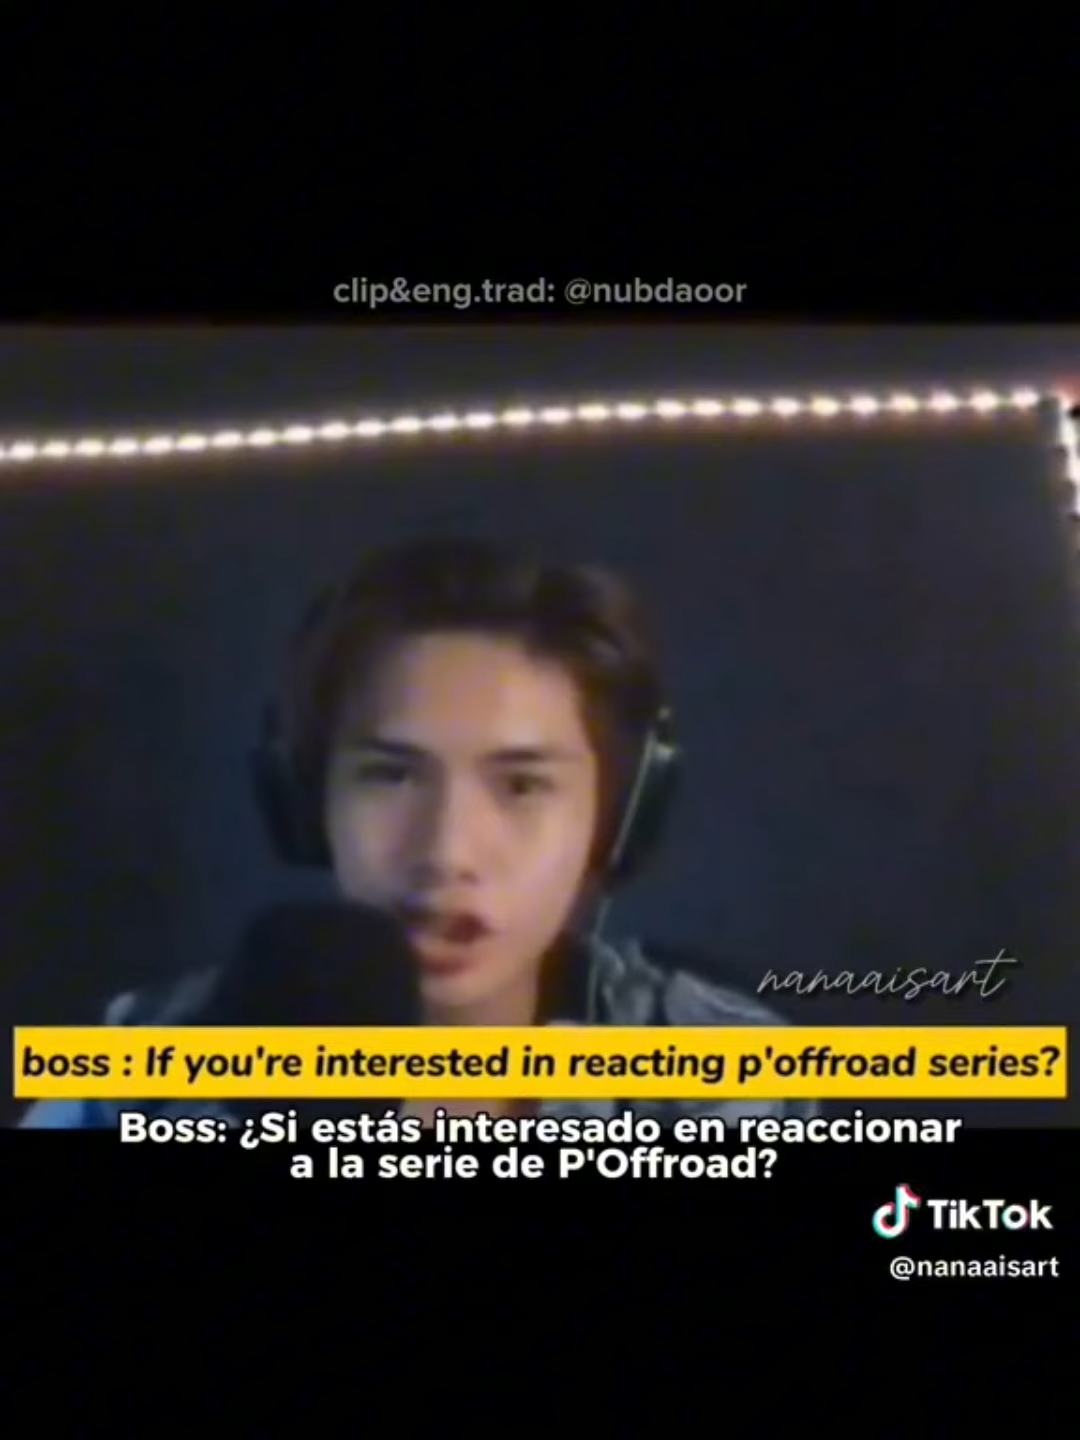 clip&eng.trad: @nubdaoor
nanaaisart
boss : If you're interested in reacting p'offroad series?
Boss: ¿Si estás interesado en reaccionar
a la serie de P'Offroad?
TikTok
@nanaaisart